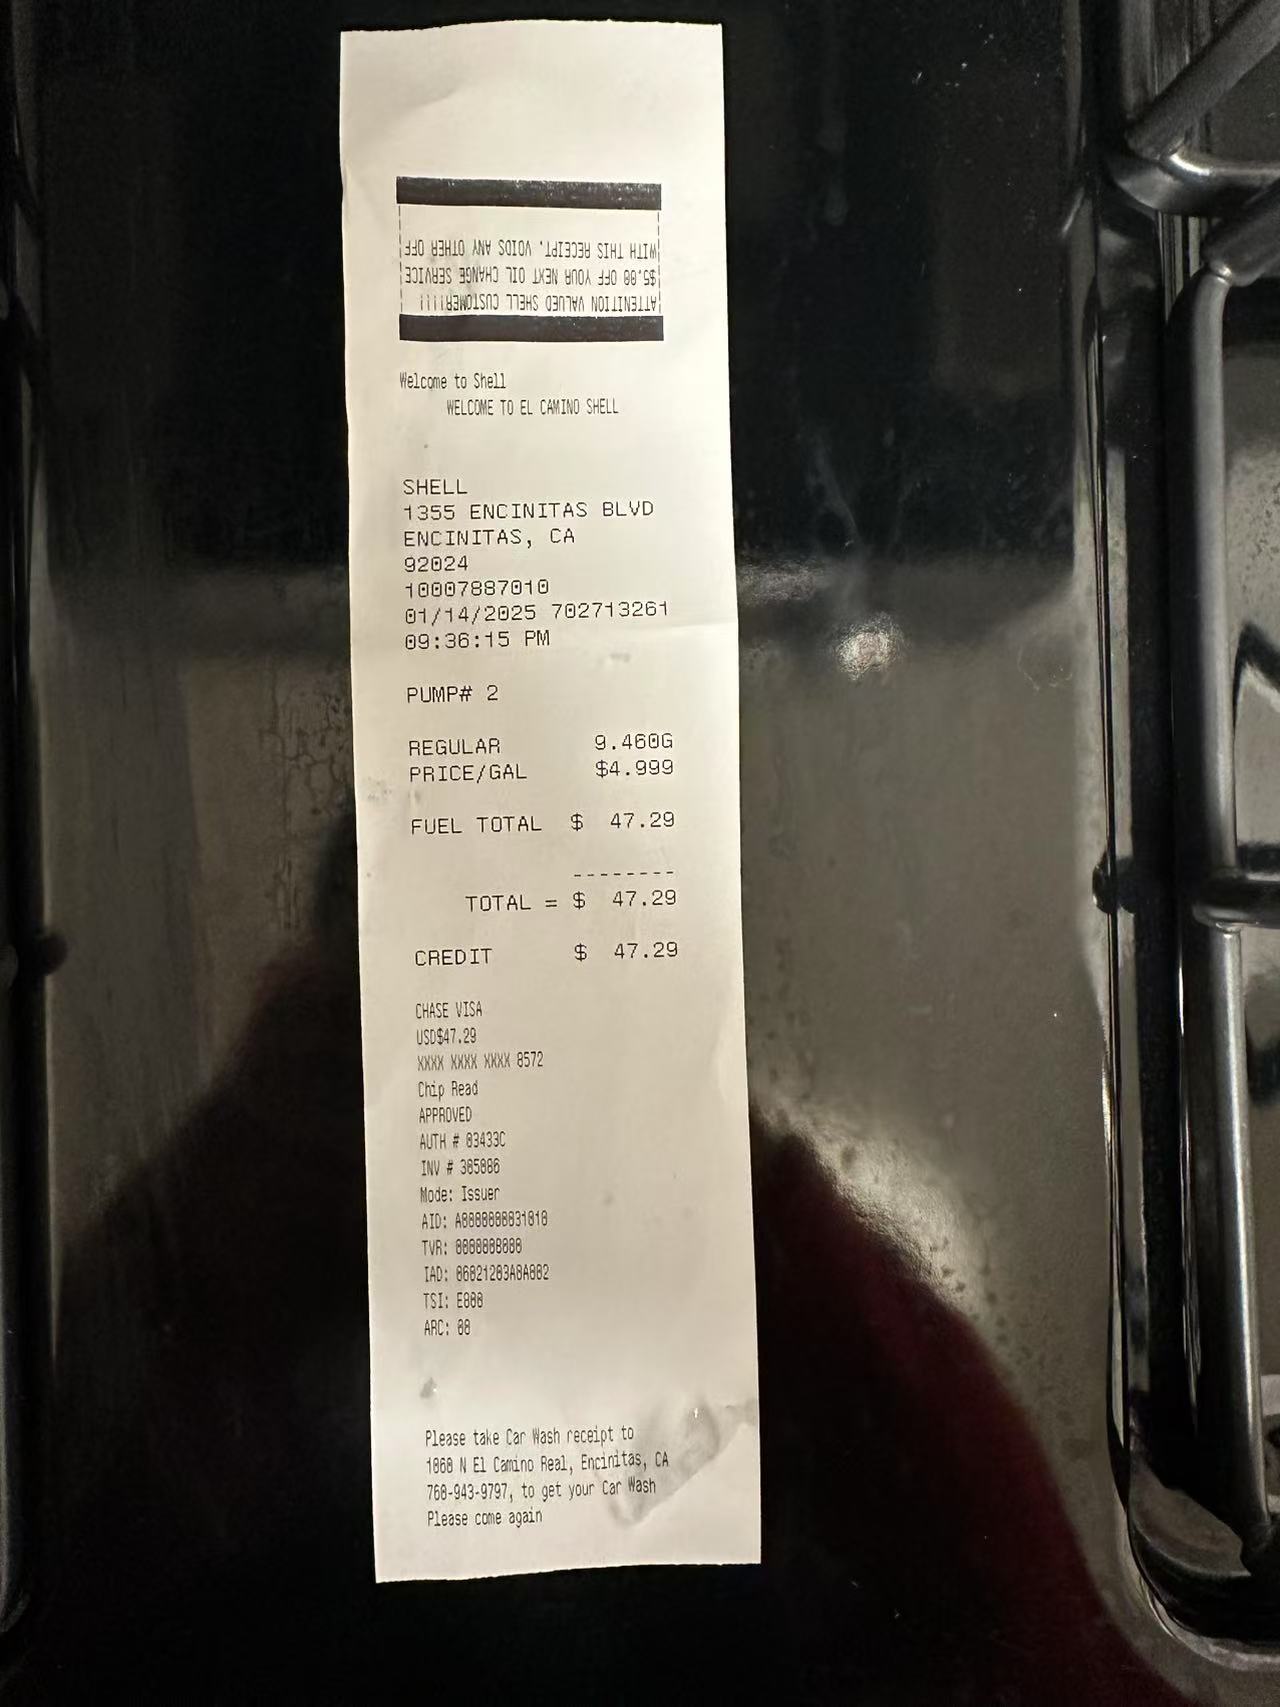 ATTENTION VALUED SHELL CUSTOMER!!!!
$5.00 OFF YOUR NEXT OIL CHANGE SERVICE
WITH THIS RECEIPT. VOIDS ANY OTHER OFF
Welcome to Shell
WELCOME TO EL CAMINO SHELL
SHELL
1355 ENCINITAS BLVD
ENCINITAS, CA
92024
10007887010
01/14/2025 702713261
09:36:15 PM
PUMP# 2
REGULAR 9.460G
PRICE/GAL $4.999
FUEL TOTAL $ 47.29
--------
TOTAL = $ 47.29
CREDIT $ 47.29
CHASE VISA
USD$47.29
XXXX XXXX XXXX 8572
Chip Read
APPROVED
AUTH # 03433C
INV # 305086
Mode: Issuer
AID: A0000000031010
TVR: 0000000000
IAD: 06021203A0A002
TSI: E800
ARC: 00
Please take Car Wash receipt to
1060 N El Camino Real, Encinitas, CA
760-943-9797, to get your Car Wash
Please come again